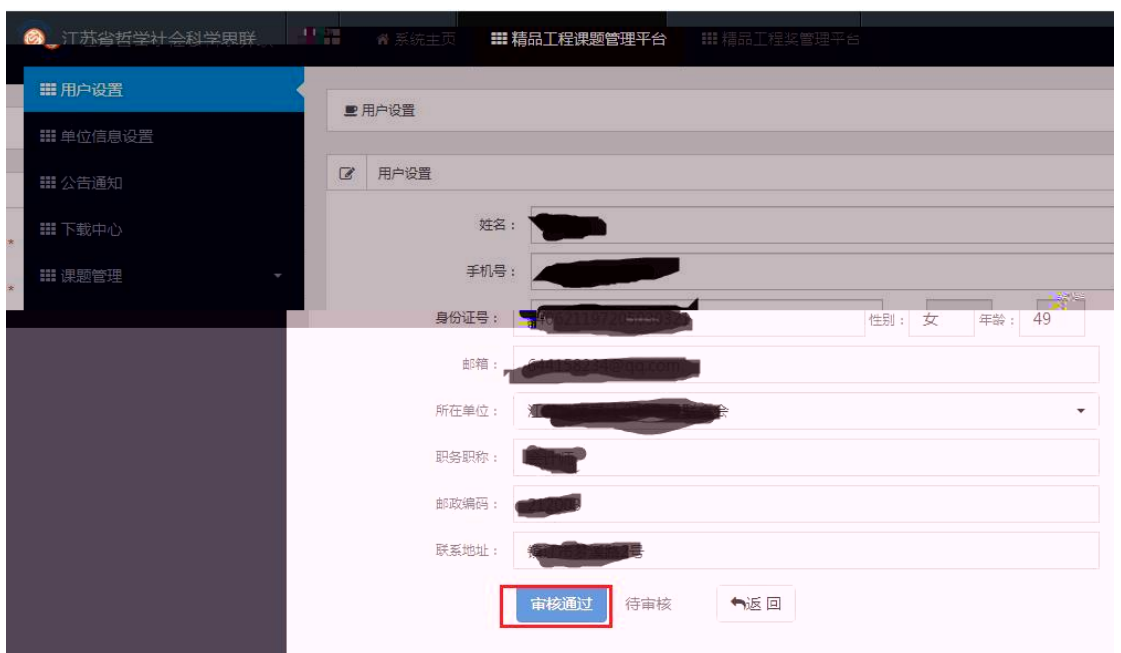 江苏省哲学社会科学界联
系统主页
精品工程课题管理平台
精品工程奖管理平台
用户设置
单位信息设置
公告通知
下载中心
课题管理
用户设置
用户设置
姓名：
手机号：
身份证号：
性别： 女 年龄： 49
邮箱：
所在单位：
职务职称：
邮政编码：
联系地址：
审核通过 待审核 返 回